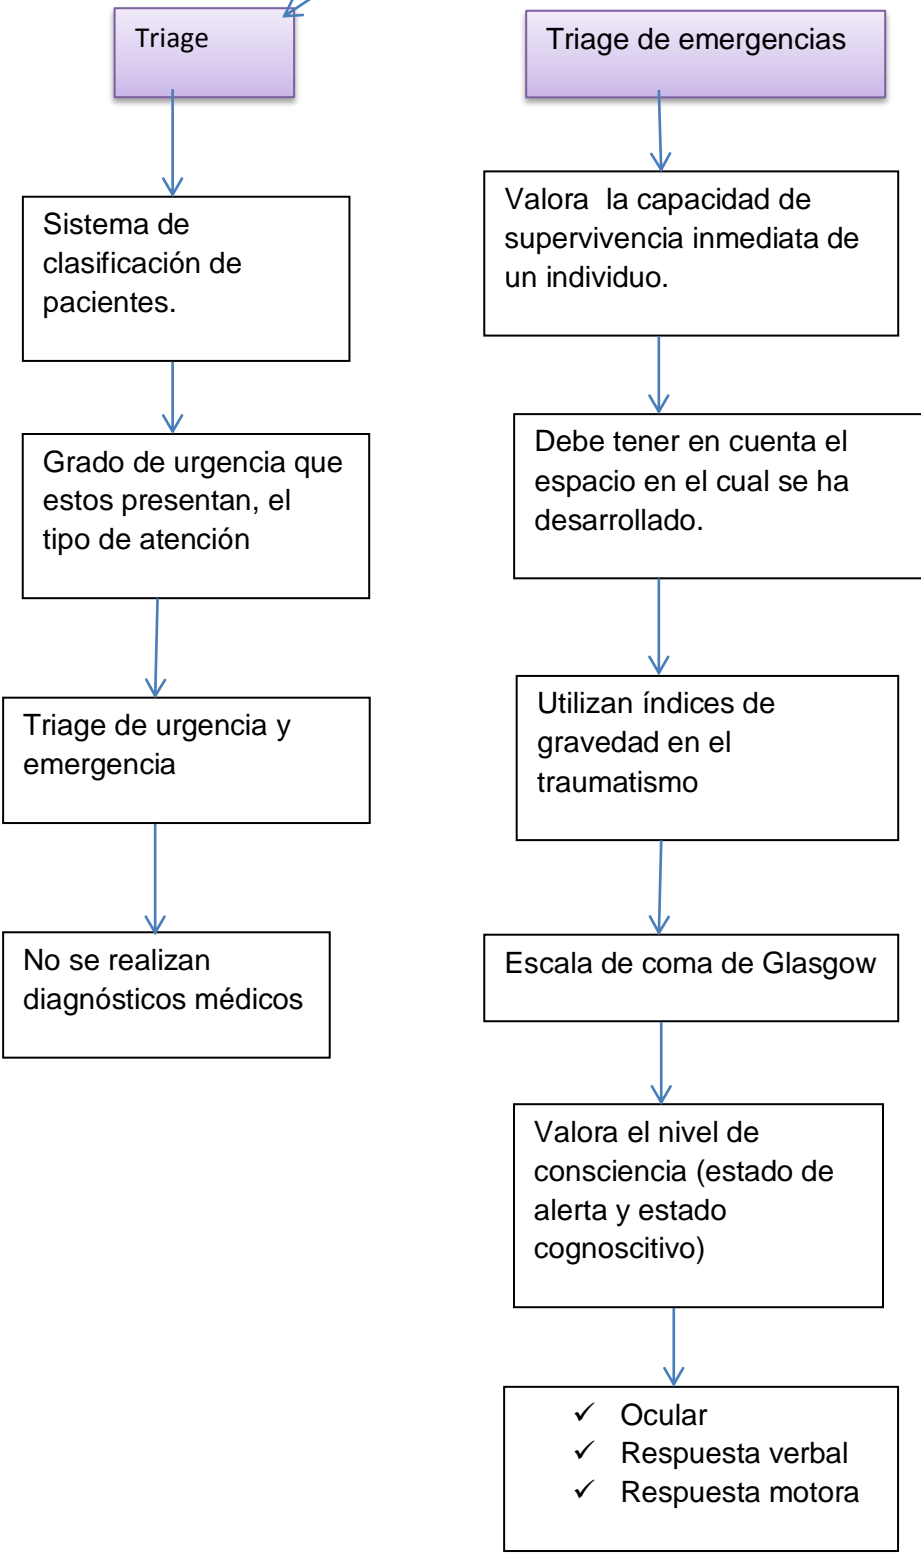 Triage
Sistema de
clasificación de
pacientes.
Grado de urgencia que
estos presentan, el
tipo de atención
Triage de urgencia y
emergencia
No se realizan
diagnósticos médicos
Triage de emergencias
Valora  la capacidad de
supervivencia inmediata de
un individuo.
Debe tener en cuenta el
espacio en el cual se ha
desarrollado.
Utilizan índices de
gravedad en el
traumatismo
Escala de coma de Glasgow
Valora el nivel de
consciencia (estado de
alerta y estado
cognoscitivo)
✓ Ocular
✓ Respuesta verbal
✓ Respuesta motora